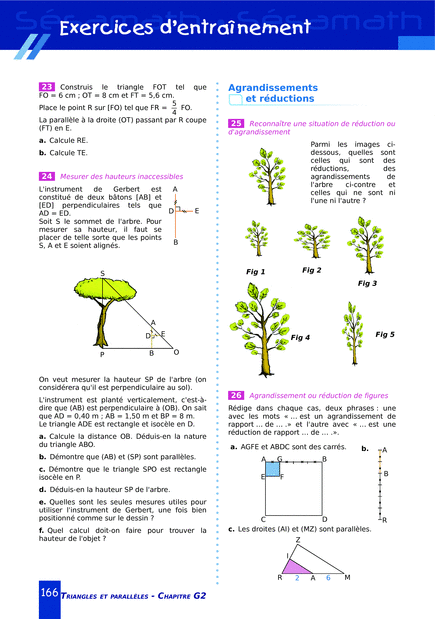 Exercices d'entraînement
23 Construis le triangle FOT tel que
FO = 6 cm ; OT = 8 cm et FT = 5,6 cm.
Place le point R sur [FO) tel que FR = 5/4 FO.
La parallèle à la droite (OT) passant par R coupe
(FT) en E.
a. Calcule RE.
b. Calcule TE.
24 Mesurer des hauteurs inaccessibles
L'instrument de Gerbert est
constitué de deux bâtons [AB] et
[ED] perpendiculaires tels que
AD = ED.
Soit S le sommet de l'arbre. Pour
mesurer sa hauteur, il faut se
placer de telle sorte que les points
S, A et E soient alignés.
A
D
E
B
S
A
D
E
P
B
O
On veut mesurer la hauteur SP de l'arbre (on
considérera qu'il est perpendiculaire au sol).
L'instrument est planté verticalement, c'est-à-
dire que (AB) est perpendiculaire à (OB). On sait
que AD = 0,40 m ; AB = 1,50 m et BP = 8 m.
Le triangle ADE est rectangle et isocèle en D.
a. Calcule la distance OB. Déduis-en la nature
du triangle ABO.
b. Démontre que (AB) et (SP) sont parallèles.
c. Démontre que le triangle SPO est rectangle
isocèle en P.
d. Déduis-en la hauteur SP de l'arbre.
e. Quelles sont les seules mesures utiles pour
utiliser l'instrument de Gerbert, une fois bien
positionné comme sur le dessin ?
f. Quel calcul doit-on faire pour trouver la
hauteur de l'objet ?
Agrandissements
et réductions
25 Reconnaître une situation de réduction ou
d'agrandissement
Parmi les images ci-
dessous, quelles sont
celles qui sont des
réductions, des
agrandissements de
l'arbre ci-contre et
celles qui ne sont ni
l'une ni l'autre ?
Fig 1
Fig 2
Fig 3
Fig 4
Fig 5
26 Agrandissement ou réduction de figures
Rédige dans chaque cas, deux phrases : une
avec les mots « ... est un agrandissement de
rapport ... de ... .» et l'autre avec « ... est une
réduction de rapport ... de ... .».
a. AGFE et ABDC sont des carrés.
A
G
B
E
F
C
D
b.
A
B
R
c. Les droites (AI) et (MZ) sont parallèles.
Z
I
R
2
A
6
M
166 TRIANGLES ET PARALLÈLES - CHAPITRE G2